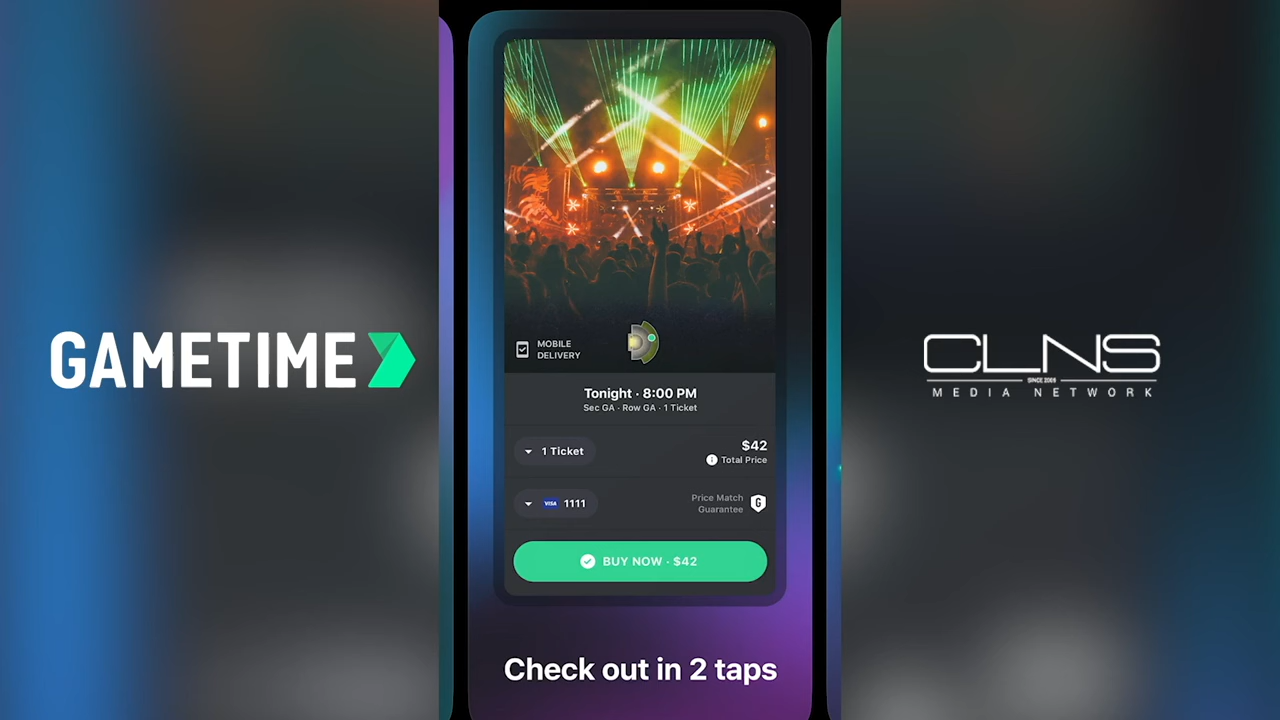 GAMETIME
MOBILE
DELIVERY
Tonight · 8:00 PM
Sec GA · Row GA · 1 Ticket
1 Ticket
$42
Total Price
VISA 1111
Price Match
Guarantee
G
BUY NOW · $42
Check out in 2 taps
CLNS
SINCE 2009
MEDIA NETWORK